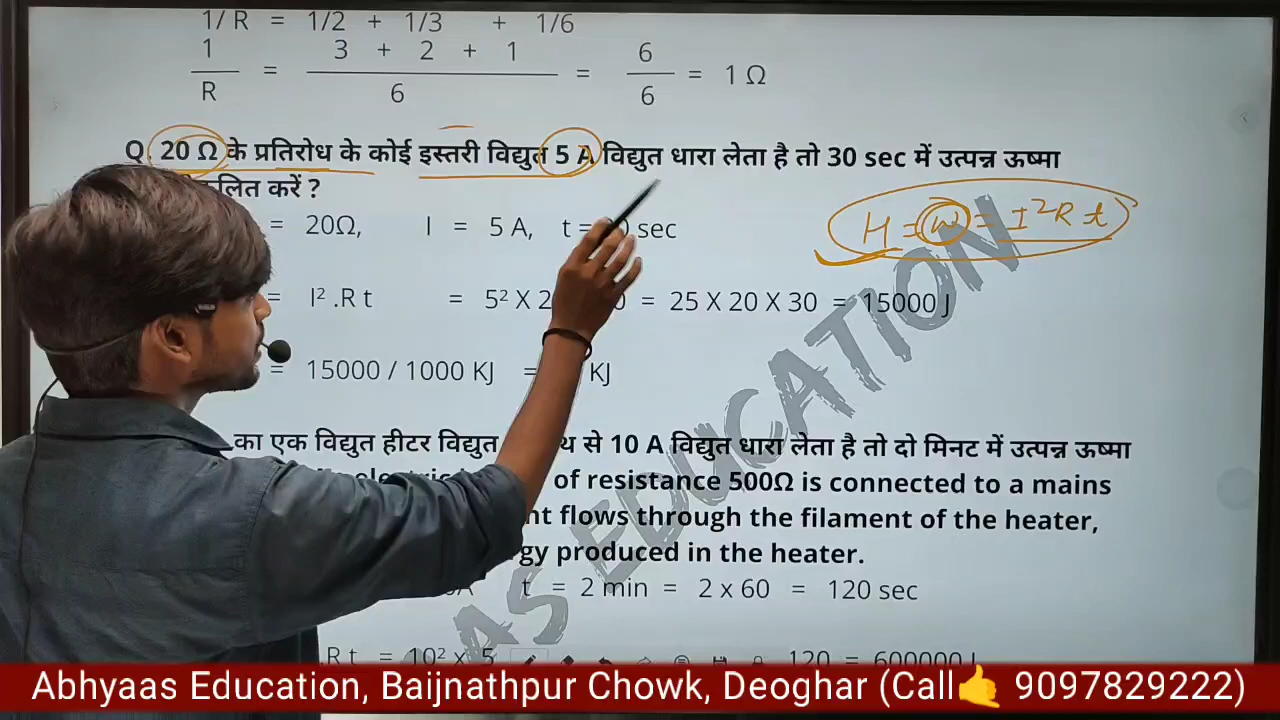 1/ R = 1/2 + 1/3 + 1/6
1/R = 3 + 2 + 1/6 = 6/6 = 1 Ω
Q. 20 Ω के प्रतिरोध के कोई इस्तरी विद्युत 5 A विद्युत धारा लेता है तो 30 sec में उत्पन्न ऊष्मा
करें ?
= 20Ω, I = 5 A, t = sec
H = W = I²R t
= I² .R t = 5² X = 25 X 20 X 30 = 15000 J
= 15000 / 1000 KJ = KJ
का एक विद्युत हीटर विद्युत से 10 A विद्युत धारा लेता है तो दो मिनट में उत्पन्न ऊष्मा
of resistance 500Ω is connected to a mains
flows through the filament of the heater,
produced in the heater.
t = 2 min = 2 x 60 = 120 sec
.R t = 10² x 120 = 600000 J
AS EDUCATION
Abhyaas Education, Baijnathpur Chowk, Deoghar (Call🤙 9097829222)